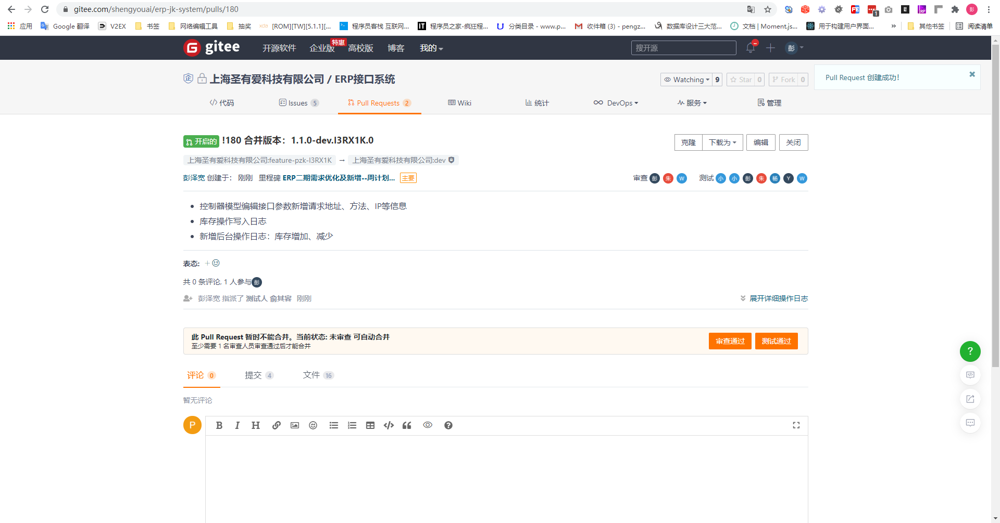 gitee.com/shengyouai/erp-jk-system/pulls/180
应用 Google 翻译 V2EX 书签 网络编辑工具 抽奖 [ROM][TW][5.1.1][... 程序员客栈 互联网... 程序员之家-疯狂程... 分类目录 - www.p... 收件箱 (3) - pengz... 数据库设计三大范... 文档 | Moment.js... 用于构建用户界面... » 其他书签 阅读清单
gitee 开源软件 企业版 特惠 高校版 博客 我的 搜开源 彭
上海圣有爱科技有限公司 / ERP接口系统 Watching 9 Star 0 Fork 0
Pull Request 创建成功！
代码 Issues 5 Pull Requests 2 Wiki 统计 DevOps 服务 管理
开启的 !180 合并版本：1.1.0-dev.I3RX1K.0 克隆 下载为 编辑 关闭
上海圣有爱科技有限公司:feature-pzk-I3RX1K → 上海圣有爱科技有限公司:dev
彭泽宽 创建于： 刚刚 里程碑 ERP二期需求优化及新增--周计划... 主要 审查 彭 朱 W 测试 小 小 彭 朱 杨 Y W
控制器模型编辑接口参数新增请求地址、方法、IP等信息
库存操作写入日志
新增后台操作日志：库存增加、减少
表态:
共 0 条评论, 1 人参与 彭
彭泽宽 指派了 测试人 俞其容 刚刚 展开详细操作日志
此 Pull Request 暂时不能合并。当前状态: 未审查 可自动合并
至少需要 1 名审查人员审查通过后才能合并
审查通过 测试通过
评论 0 提交 4 文件 16
暂无评论
P B I H